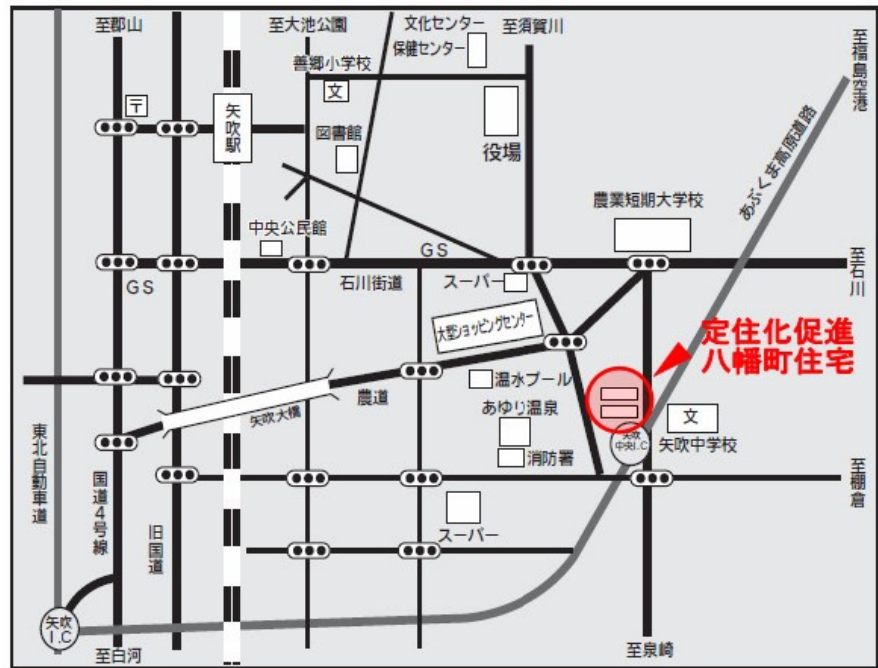 至郡山
至大池公園
文化センター
保健センター
至須賀川
至福島空港
善郷小学校
文
〒
矢吹駅
図書館
役場
あぶくま高原道路
農業短期大学校
中央公民館
GS
GS
石川街道
スーパー
至石川
大型ショッピングセンター
定住化促進
八幡町住宅
温水プール
農道
矢吹大橋
あゆり温泉
消防署
文
矢吹
中央I.C
矢吹中学校
東北自動車道
国道4号線
旧国道
至棚倉
スーパー
矢吹
I.C
至白河
至泉崎